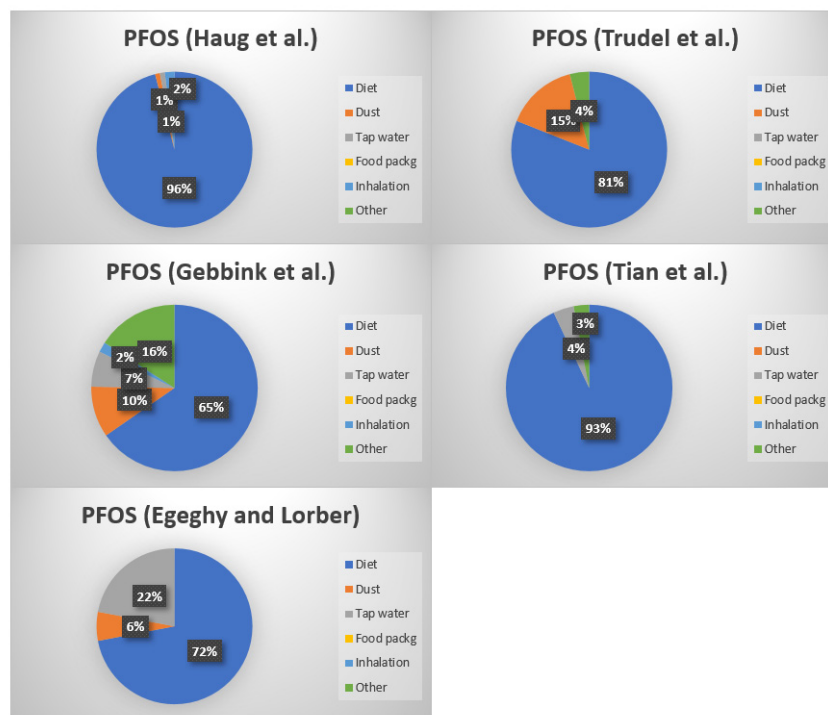 PFOS (Haug et al.)
2%
1%
1%
96%
Diet
Dust
Tap water
Food packg
Inhalation
Other
PFOS (Trudel et al.)
4%
15%
81%
Diet
Dust
Tap water
Food packg
Inhalation
Other
PFOS (Gebbink et al.)
16%
2%
7%
10%
65%
Diet
Dust
Tap water
Food packg
Inhalation
Other
PFOS (Tian et al.)
3%
4%
93%
Diet
Dust
Tap water
Food packg
Inhalation
Other
PFOS (Egeghy and Lorber)
22%
6%
72%
Diet
Dust
Tap water
Food packg
Inhalation
Other